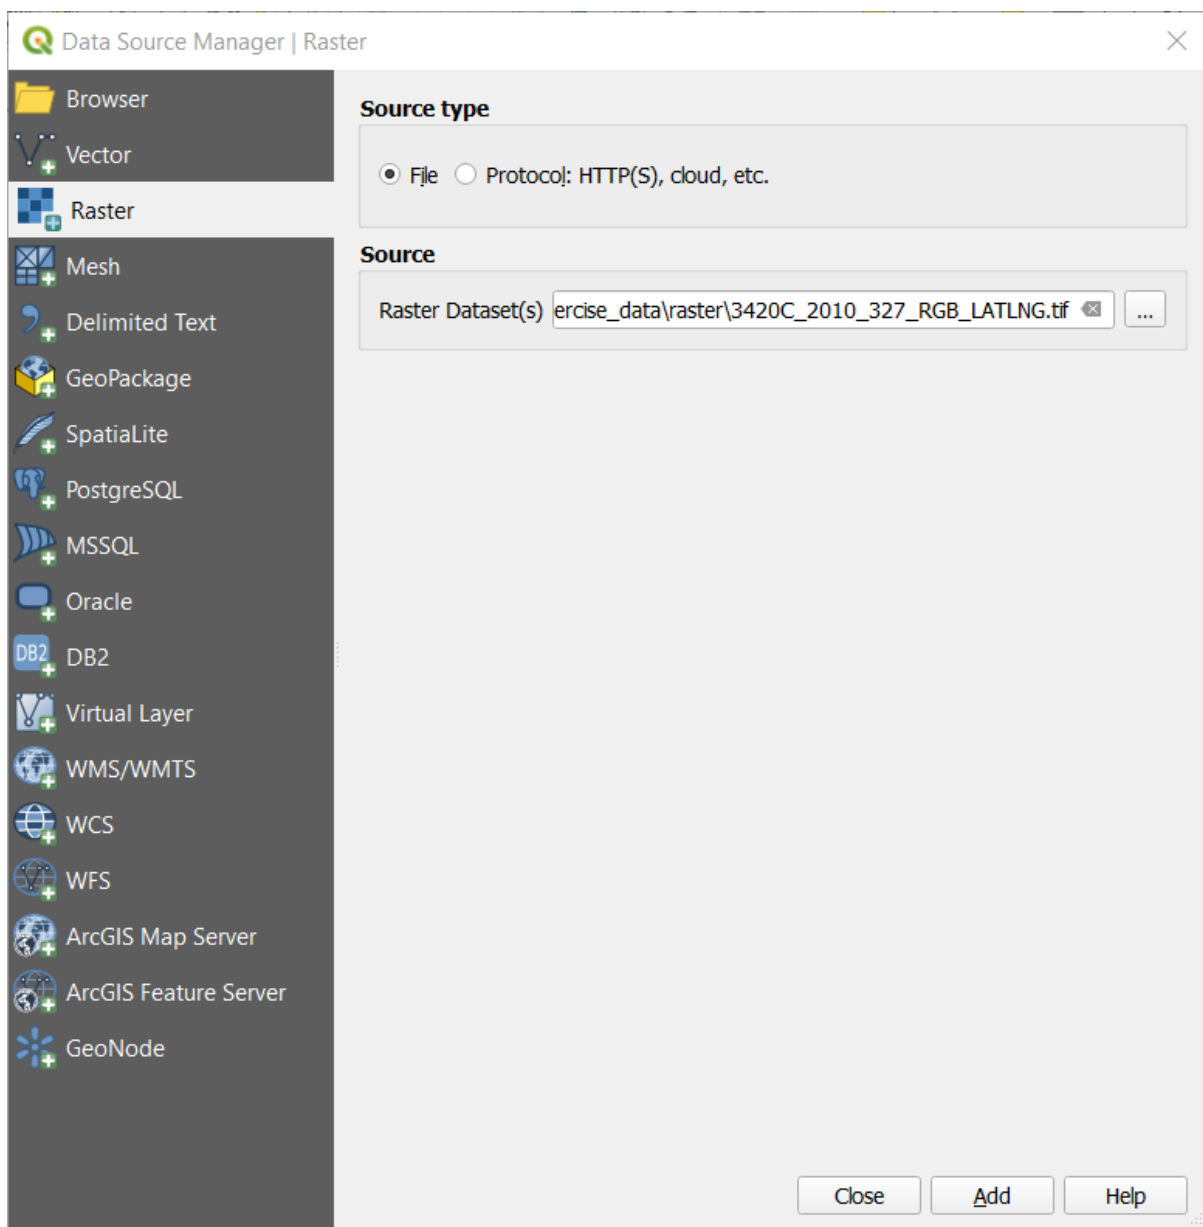 Data Source Manager | Raster
Browser
Vector
Raster
Mesh
Delimited Text
GeoPackage
SpatiaLite
PostgreSQL
MSSQL
Oracle
DB2
DB2
Virtual Layer
WMS/WMTS
WCS
WFS
ArcGIS Map Server
ArcGIS Feature Server
GeoNode
Source type
File Protocol: HTTP(S), cloud, etc.
Source
Raster Dataset(s) ercise_data\raster\3420C_2010_327_RGB_LATLNG.tif ...
Close Add Help